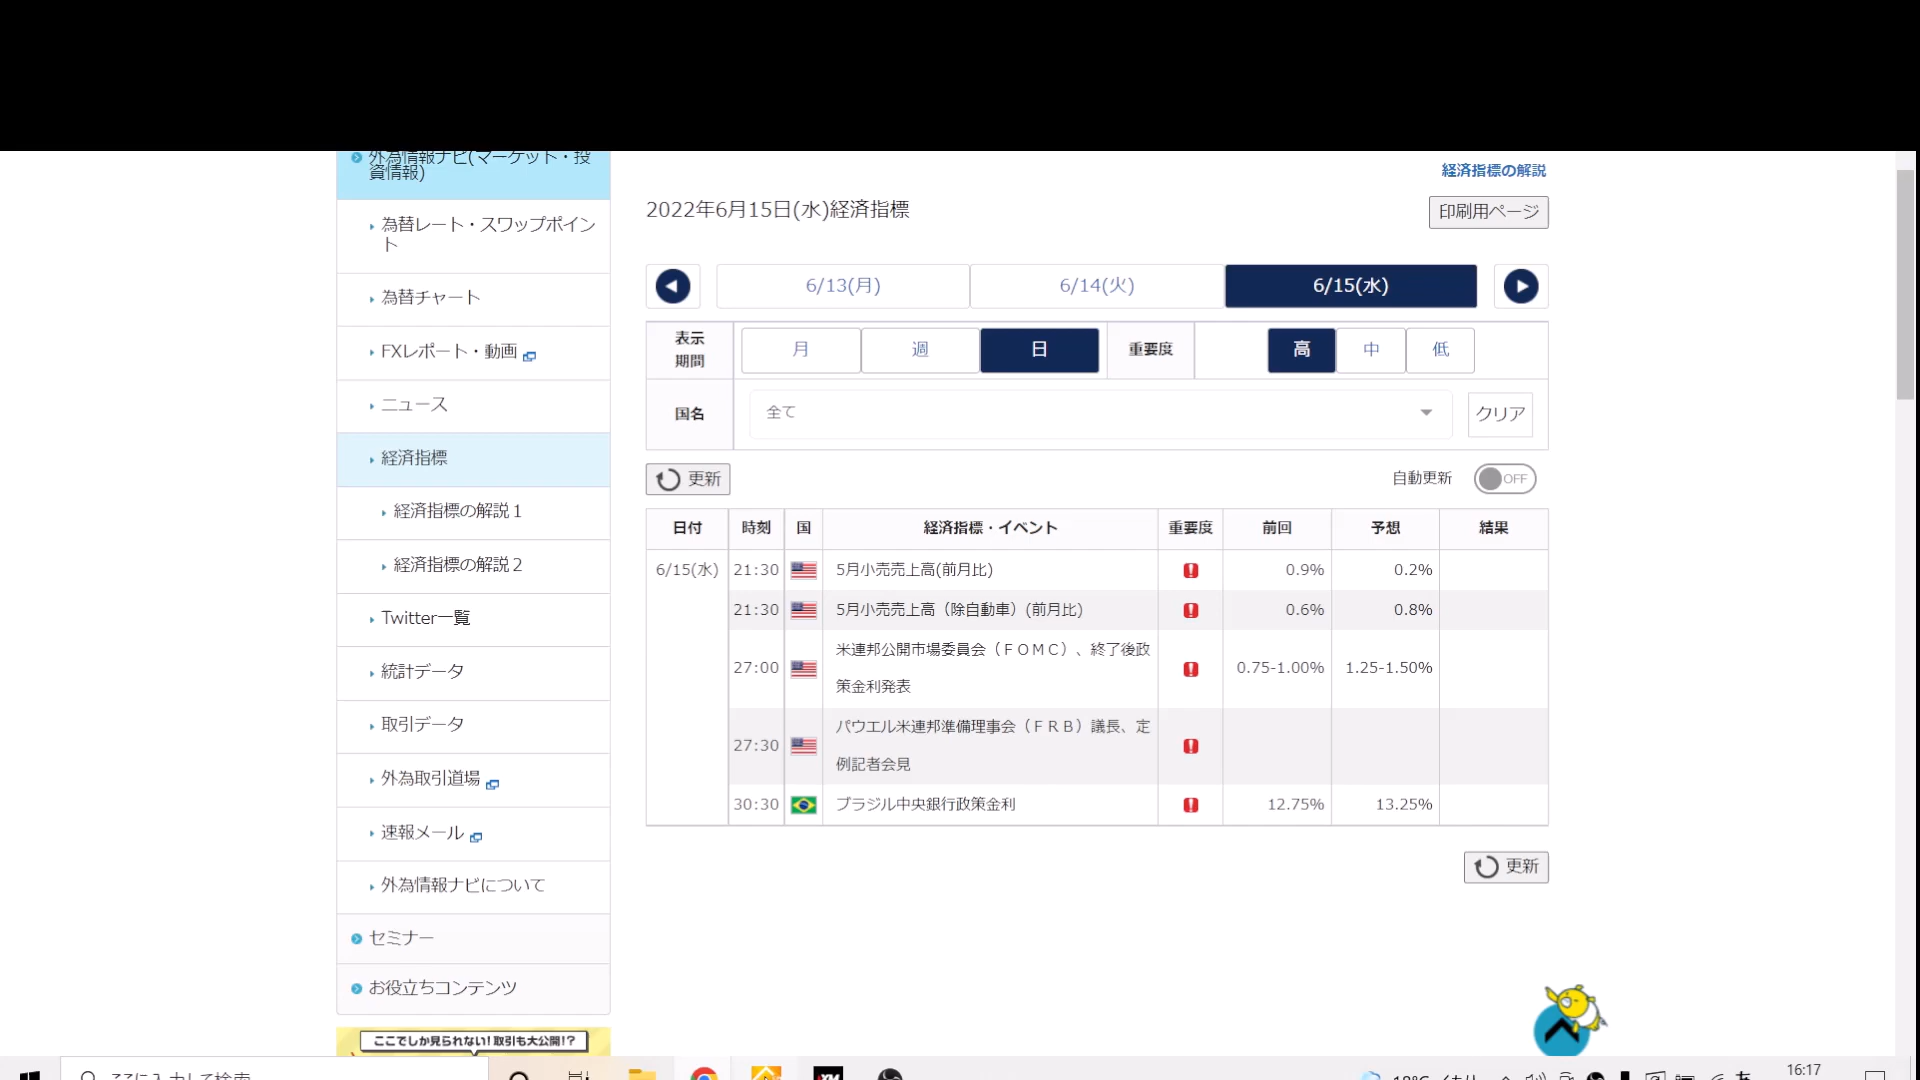 外為情報ナビ(マーケット・投
資情報)
為替レート・スワップポイン
ト
為替チャート
FXレポート・動画
ニュース
経済指標
経済指標の解説１
経済指標の解説２
Twitter一覧
統計データ
取引データ
外為取引道場
速報メール
外為情報ナビについて
セミナー
お役立ちコンテンツ
ここでしか見られない! 取引も大公開!?
経済指標の解説
2022年6月15日(水)経済指標
印刷用ページ
6/13(月) 6/14(火) 6/15(水)
表示
期間 月 週 日 重要度 高 中 低
国名 全て クリア
更新 自動更新 OFF
日付 時刻 国 経済指標・イベント 重要度 前回 予想 結果
6/15(水) 21:30 5月小売売上高(前月比) 0.9% 0.2%
21:30 5月小売売上高（除自動車）(前月比) 0.6% 0.8%
27:00 米連邦公開市場委員会（ＦＯＭＣ）、終了後政
策金利発表 0.75-1.00% 1.25-1.50%
27:30 パウエル米連邦準備理事会（ＦＲＢ）議長、定
例記者会見
30:30 ブラジル中央銀行政策金利 12.75% 13.25%
更新
ここに入力して検索
16:17